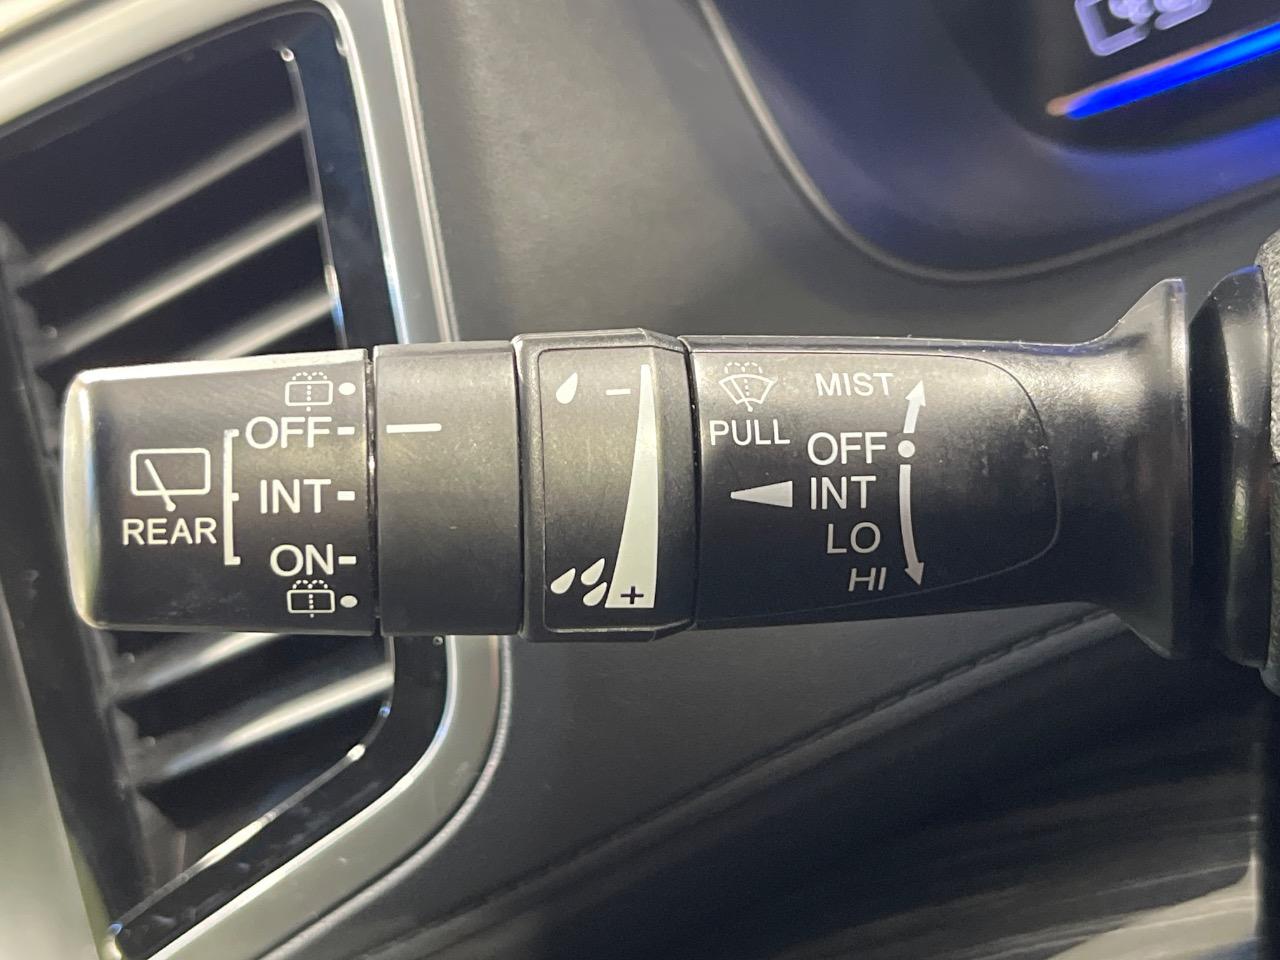 REAR
OFF
INT
ON
−
+
PULL
MIST
OFF
INT
LO
HI